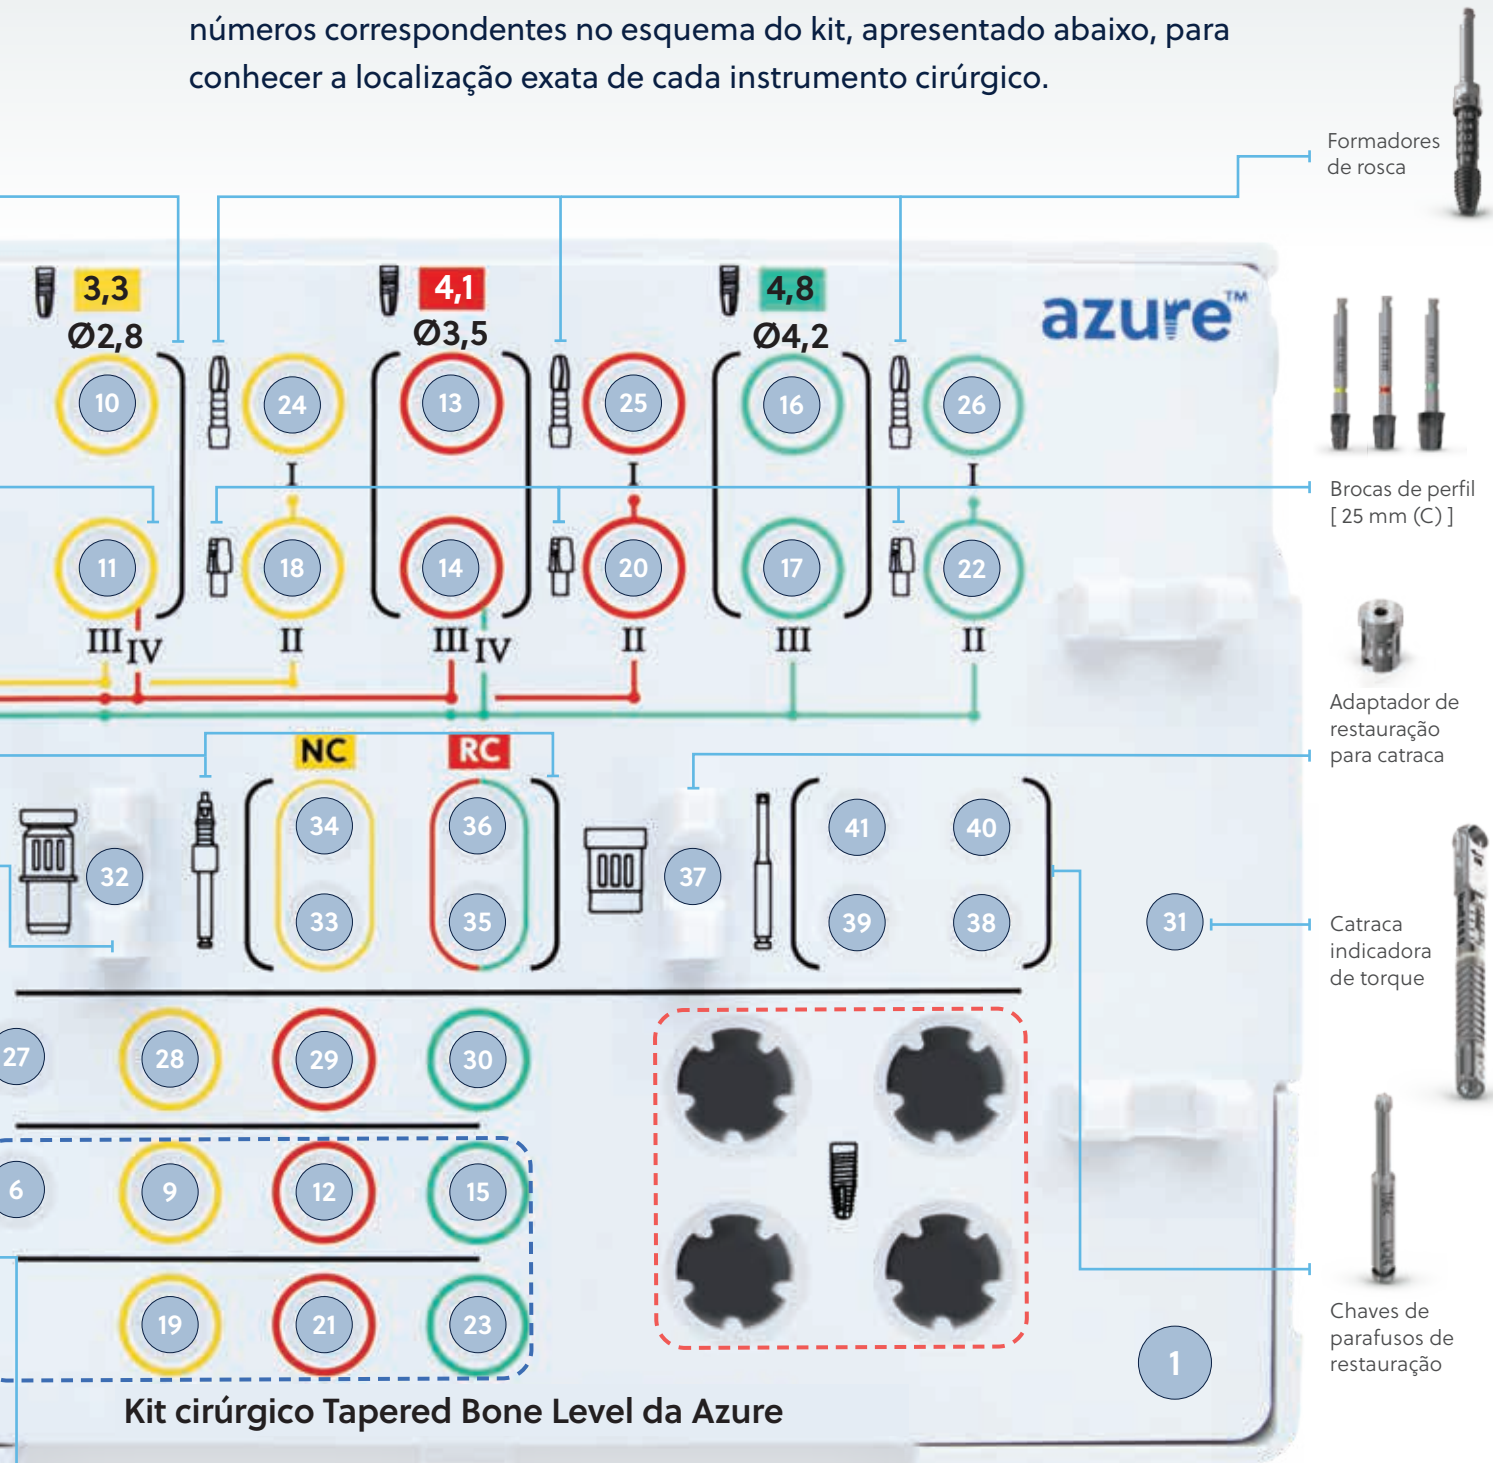 números correspondentes no esquema do kit, apresentado abaixo, para
conhecer a localização exata de cada instrumento cirúrgico.
Formadores
de rosca
3,3
4,1
4,8
Ø2,8
Ø3,5
Ø4,2
azure™
10
24
13
25
16
26
I
I
I
Brocas de perfil
[ 25 mm (C) ]
11
18
14
20
17
22
III
IV
II
III
IV
II
III
II
Adaptador de
restauração
para catraca
NC
RC
34
36
41
40
32
37
33
35
39
38
31
Catraca
indicadora
de torque
27
28
29
30
6
9
12
15
19
21
23
1
Chaves de
parafusos de
restauração
Kit cirúrgico Tapered Bone Level da Azure